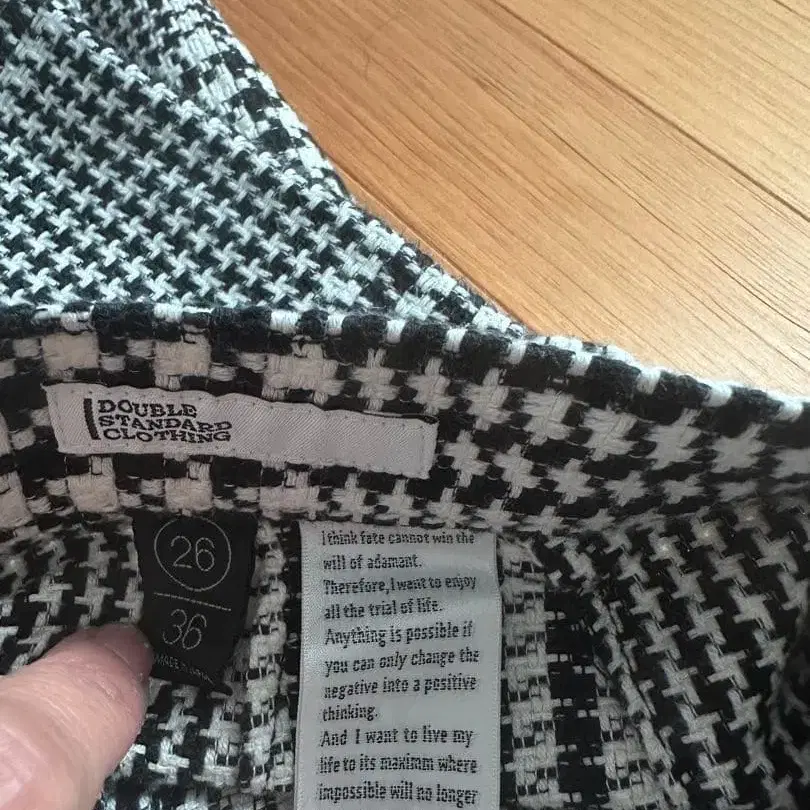 DOUBLE
STANDARD
CLOTHING
26
36
MADE IN
I think fate cannot win the
will of adamant.
Therefore, I want to enjoy
all the trial of life.
Anything is possible if
you can only change the
negative into a positive
thinking.
And I want to live my
life to its maximm where
impossible will no longer